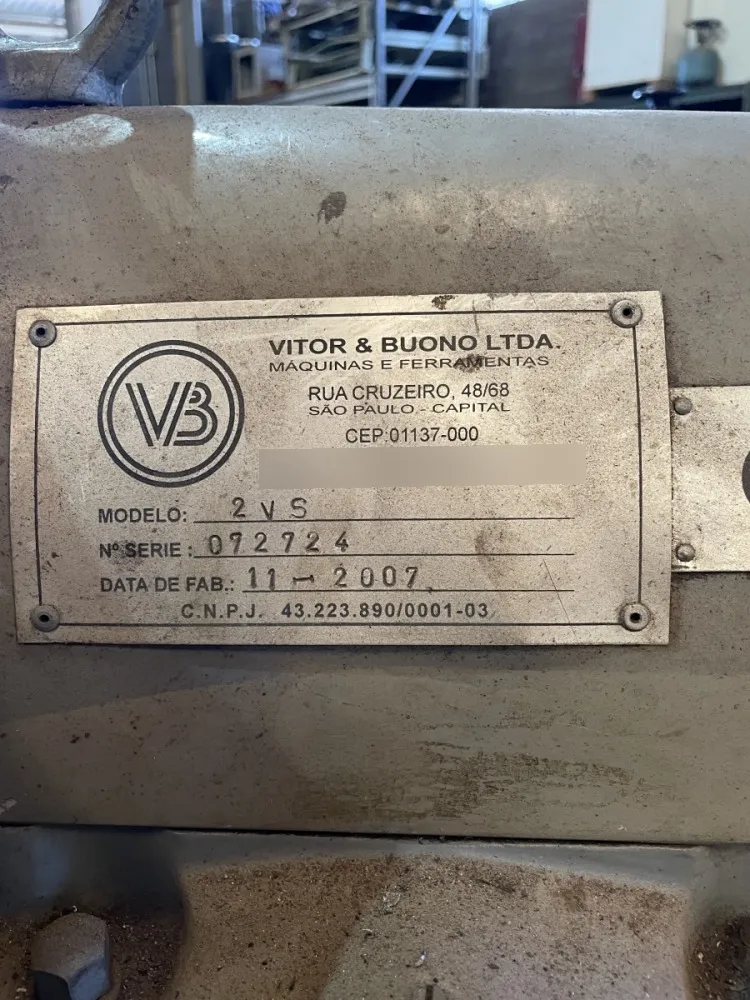 VB
VITOR & BUONO LTDA.
MÁQUINAS E FERRAMENTAS
RUA CRUZEIRO, 48/68
SÃO PAULO - CAPITAL
CEP:01137-000
MODELO: 2VS
Nº SERIE : 072724
DATA DE FAB.: 11-2007
C.N.P.J. 43.223.890/0001-03